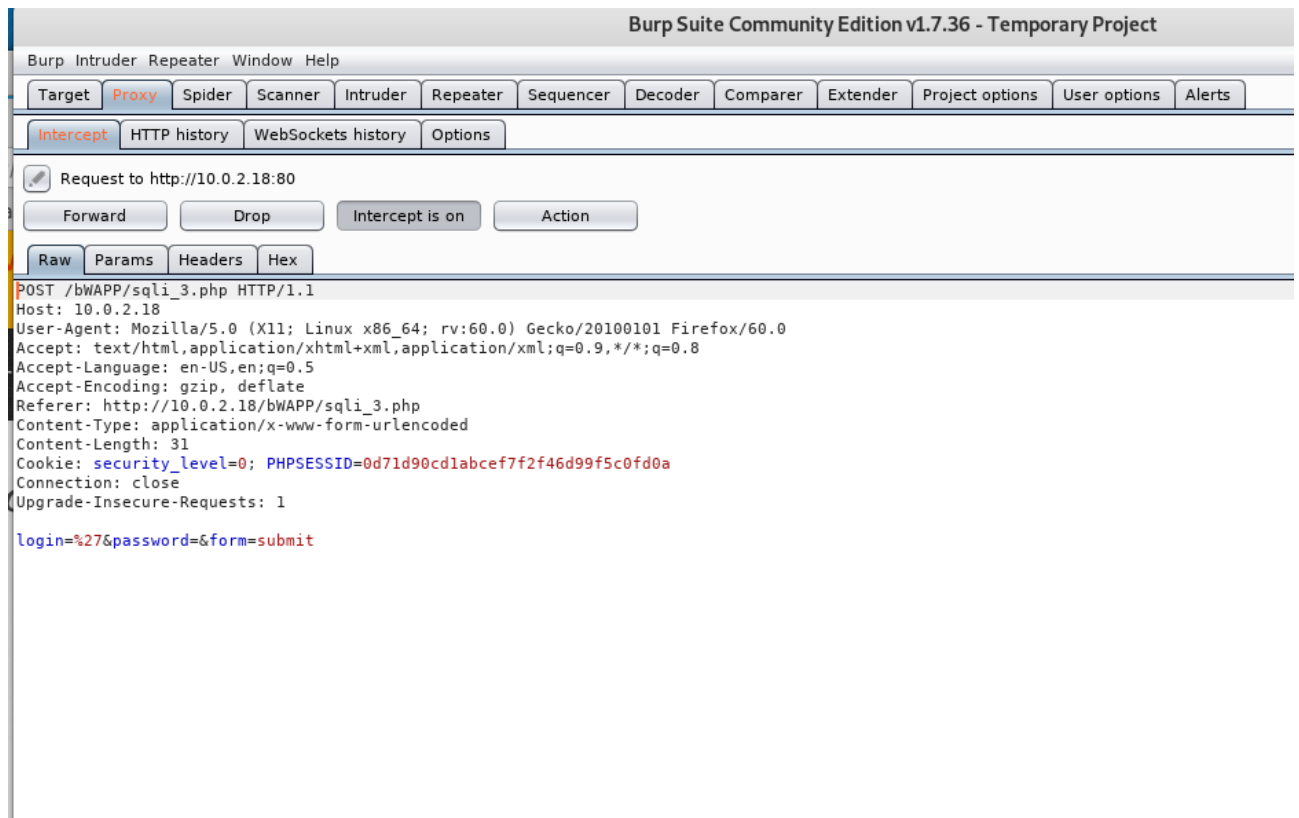 Burp Suite Community Edition v1.7.36 - Temporary Project
Burp Intruder Repeater Window Help
Target Proxy Spider Scanner Intruder Repeater Sequencer Decoder Comparer Extender Project options User options Alerts
Intercept HTTP history WebSockets history Options
Request to http://10.0.2.18:80
Forward Drop Intercept is on Action
Raw Params Headers Hex
POST /bWAPP/sqli_3.php HTTP/1.1
Host: 10.0.2.18
User-Agent: Mozilla/5.0 (X11; Linux x86_64; rv:60.0) Gecko/20100101 Firefox/60.0
Accept: text/html,application/xhtml+xml,application/xml;q=0.9,*/*;q=0.8
Accept-Language: en-US,en;q=0.5
Accept-Encoding: gzip, deflate
Referer: http://10.0.2.18/bWAPP/sqli_3.php
Content-Type: application/x-www-form-urlencoded
Content-Length: 31
Cookie: security_level=0; PHPSESSID=0d71d90cd1abcef7f2f46d99f5c0fd0a
Connection: close
Upgrade-Insecure-Requests: 1
login=%27&password=&form=submit